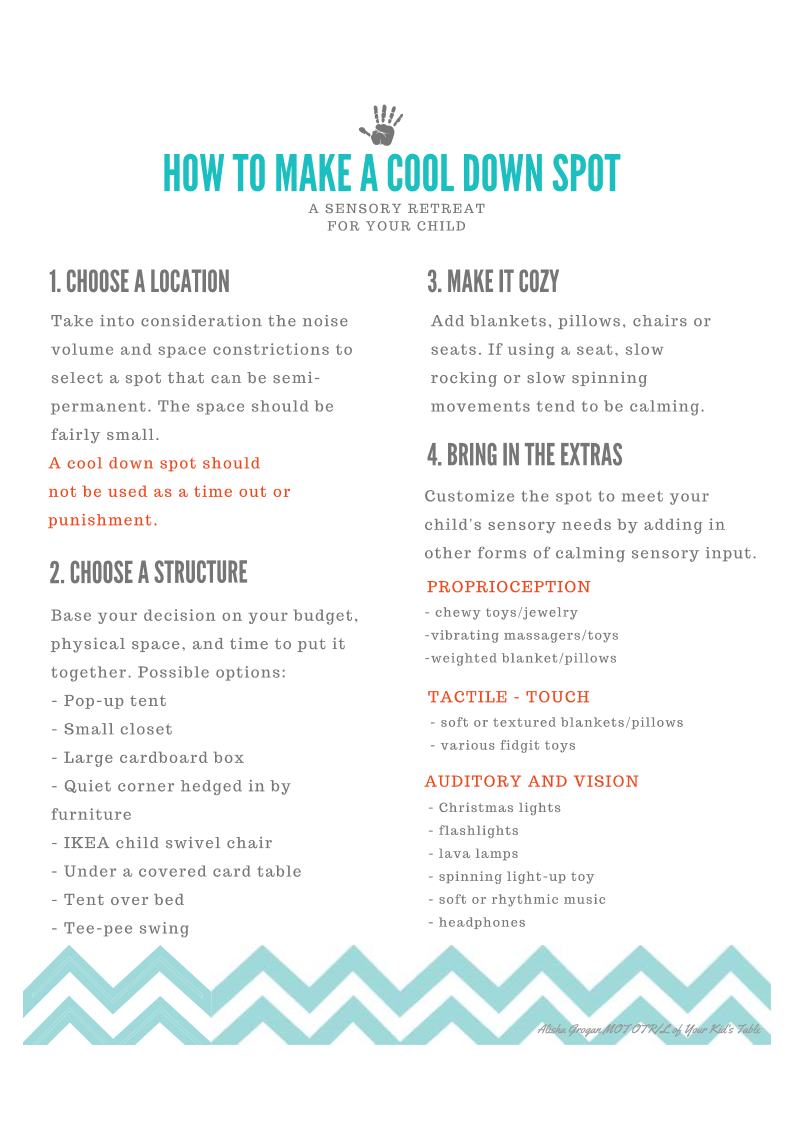 HOW TO MAKE A COOL DOWN SPOT
A SENSORY RETREAT
FOR YOUR CHILD
1. CHOOSE A LOCATION
Take into consideration the noise
volume and space constrictions to
select a spot that can be semi-
permanent. The space should be
fairly small.
A cool down spot should
not be used as a time out or
punishment.
2. CHOOSE A STRUCTURE
Base your decision on your budget,
physical space, and time to put it
together. Possible options:
- Pop-up tent
- Small closet
- Large cardboard box
- Quiet corner hedged in by
furniture
- IKEA child swivel chair
- Under a covered card table
- Tent over bed
- Tee-pee swing
3. MAKE IT COZY
Add blankets, pillows, chairs or
seats. If using a seat, slow
rocking or slow spinning
movements tend to be calming.
4. BRING IN THE EXTRAS
Customize the spot to meet your
child's sensory needs by adding in
other forms of calming sensory input.
PROPRIOCEPTION
- chewy toys/jewelry
-vibrating massagers/toys
-weighted blanket/pillows
TACTILE - TOUCH
- soft or textured blankets/pillows
- various fidgit toys
AUDITORY AND VISION
- Christmas lights
- flashlights
- lava lamps
- spinning light-up toy
- soft or rhythmic music
- headphones
Alisha Grogan MOT OTR/L of Your Kid's Table